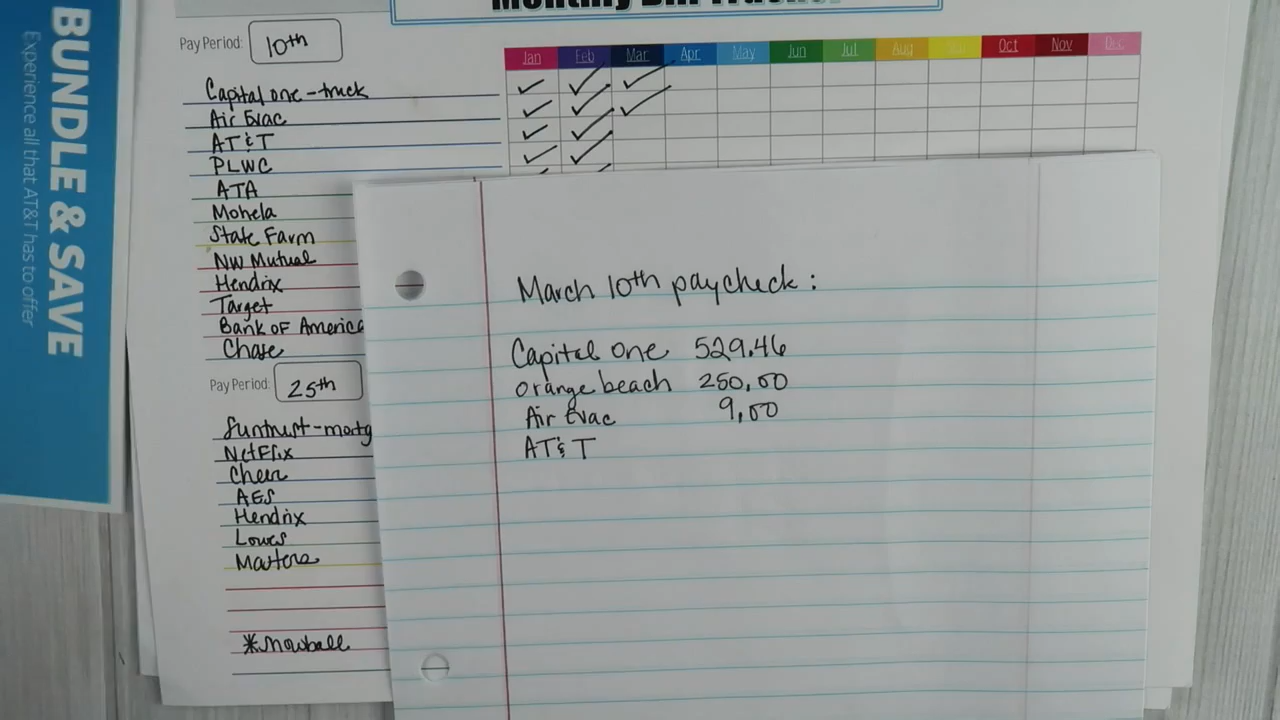 BUNDLE & SAVE
Experience all that AT&T has to offer
Pay Period: 10th
Jan Feb Mar Apr May Jun Jul Aug Sep Oct Nov Dec
Capital one - truck
Air Evac
AT&T
PLWC
ATA
Mohela
State Farm
NW Mutual
Hendrix
Target
Bank of America
Chase
Pay Period: 25th
Suntrust - mortg
NetFlix
Cheer
AES
Hendrix
Lowes
*Snowball
March 10th paycheck:
Capital One 529.46
Orange beach 250.00
Air Evac 9.00
AT&T